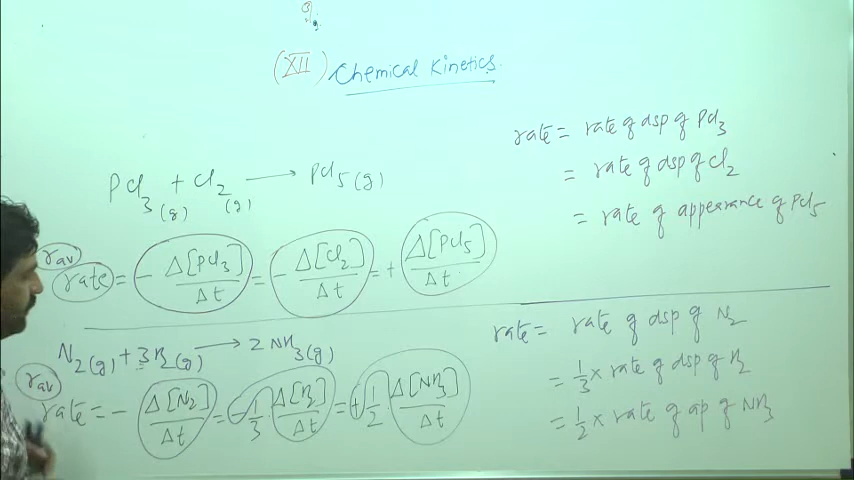 (XII) Chemical Kinetics
rate = rate of dsp of PCl3
= rate of dsp of Cl2
= rate of appearance of PCl5
PCl3(g) + Cl2(g) → PCl5(g)
rav
rate = - Δ[PCl3]/Δt = - Δ[Cl2]/Δt = + Δ[PCl5]/Δt
N2(g) + 3H2(g) → 2NH3(g)
rav
rate = - Δ[N2]/Δt = - 1/3 Δ[H2]/Δt = + 1/2 Δ[NH3]/Δt
rate = rate of dsp of N2
= 1/3 × rate of dsp of H2
= 1/2 × rate of ap of NH3